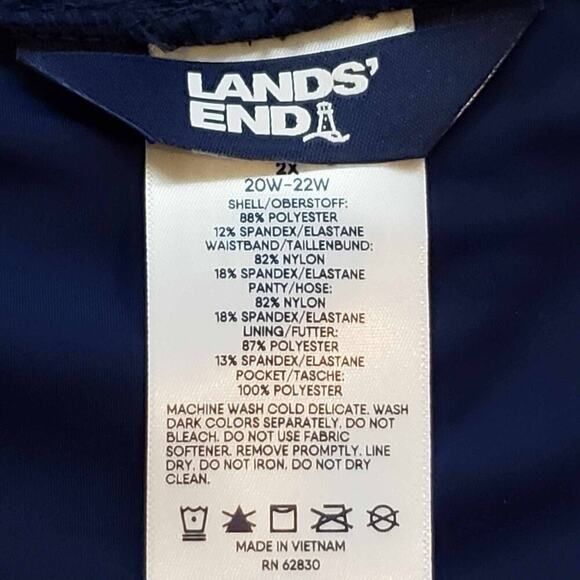 LANDS'
END
2X
20W-22W
SHELL/OBERSTOFF:
88% POLYESTER
12% SPANDEX/ELASTANE
WAISTBAND/TAILLENBUND:
82% NYLON
18% SPANDEX/ELASTANE
PANTY/HOSE:
82% NYLON
18% SPANDEX/ELASTANE
LINING/FUTTER:
87% POLYESTER
13% SPANDEX/ELASTANE
POCKET/TASCHE:
100% POLYESTER
MACHINE WASH COLD DELICATE. WASH
DARK COLORS SEPARATELY. DO NOT
BLEACH. DO NOT USE FABRIC
SOFTENER. REMOVE PROMPTLY. LINE
DRY. DO NOT IRON. DO NOT DRY
CLEAN.
MADE IN VIETNAM
RN 62830